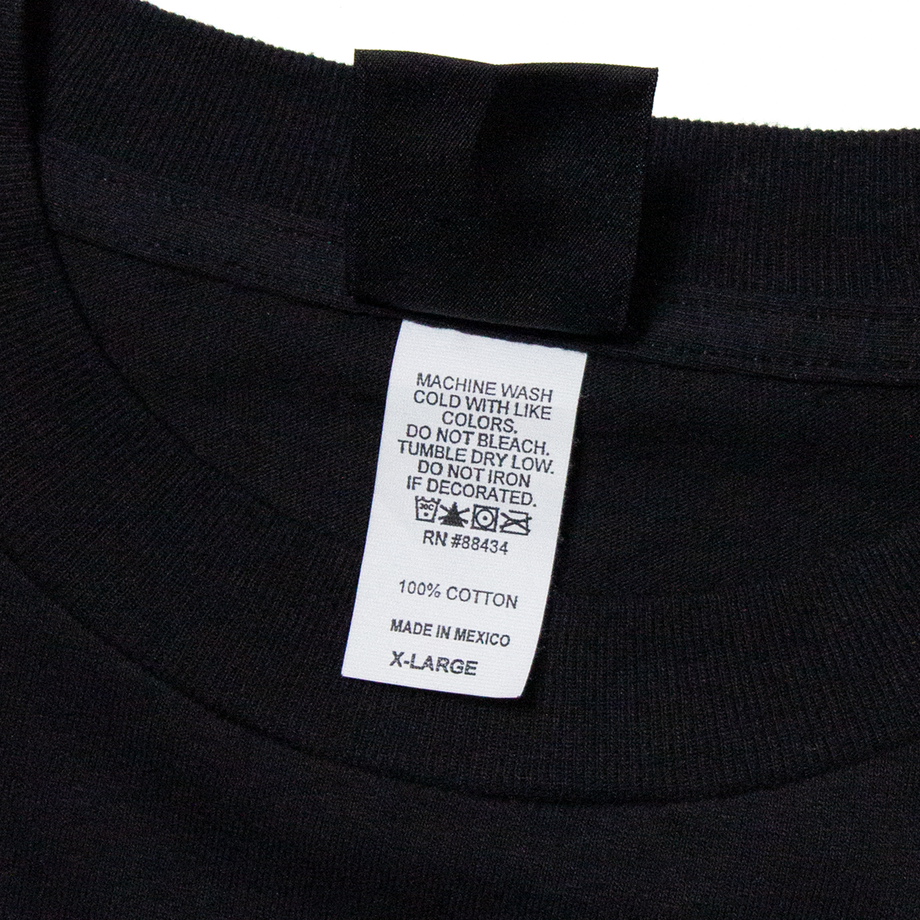 MACHINE WASH
COLD WITH LIKE
COLORS.
DO NOT BLEACH.
TUMBLE DRY LOW.
DO NOT IRON
IF DECORATED.
30C
RN #88434
100% COTTON
MADE IN MEXICO
X-LARGE